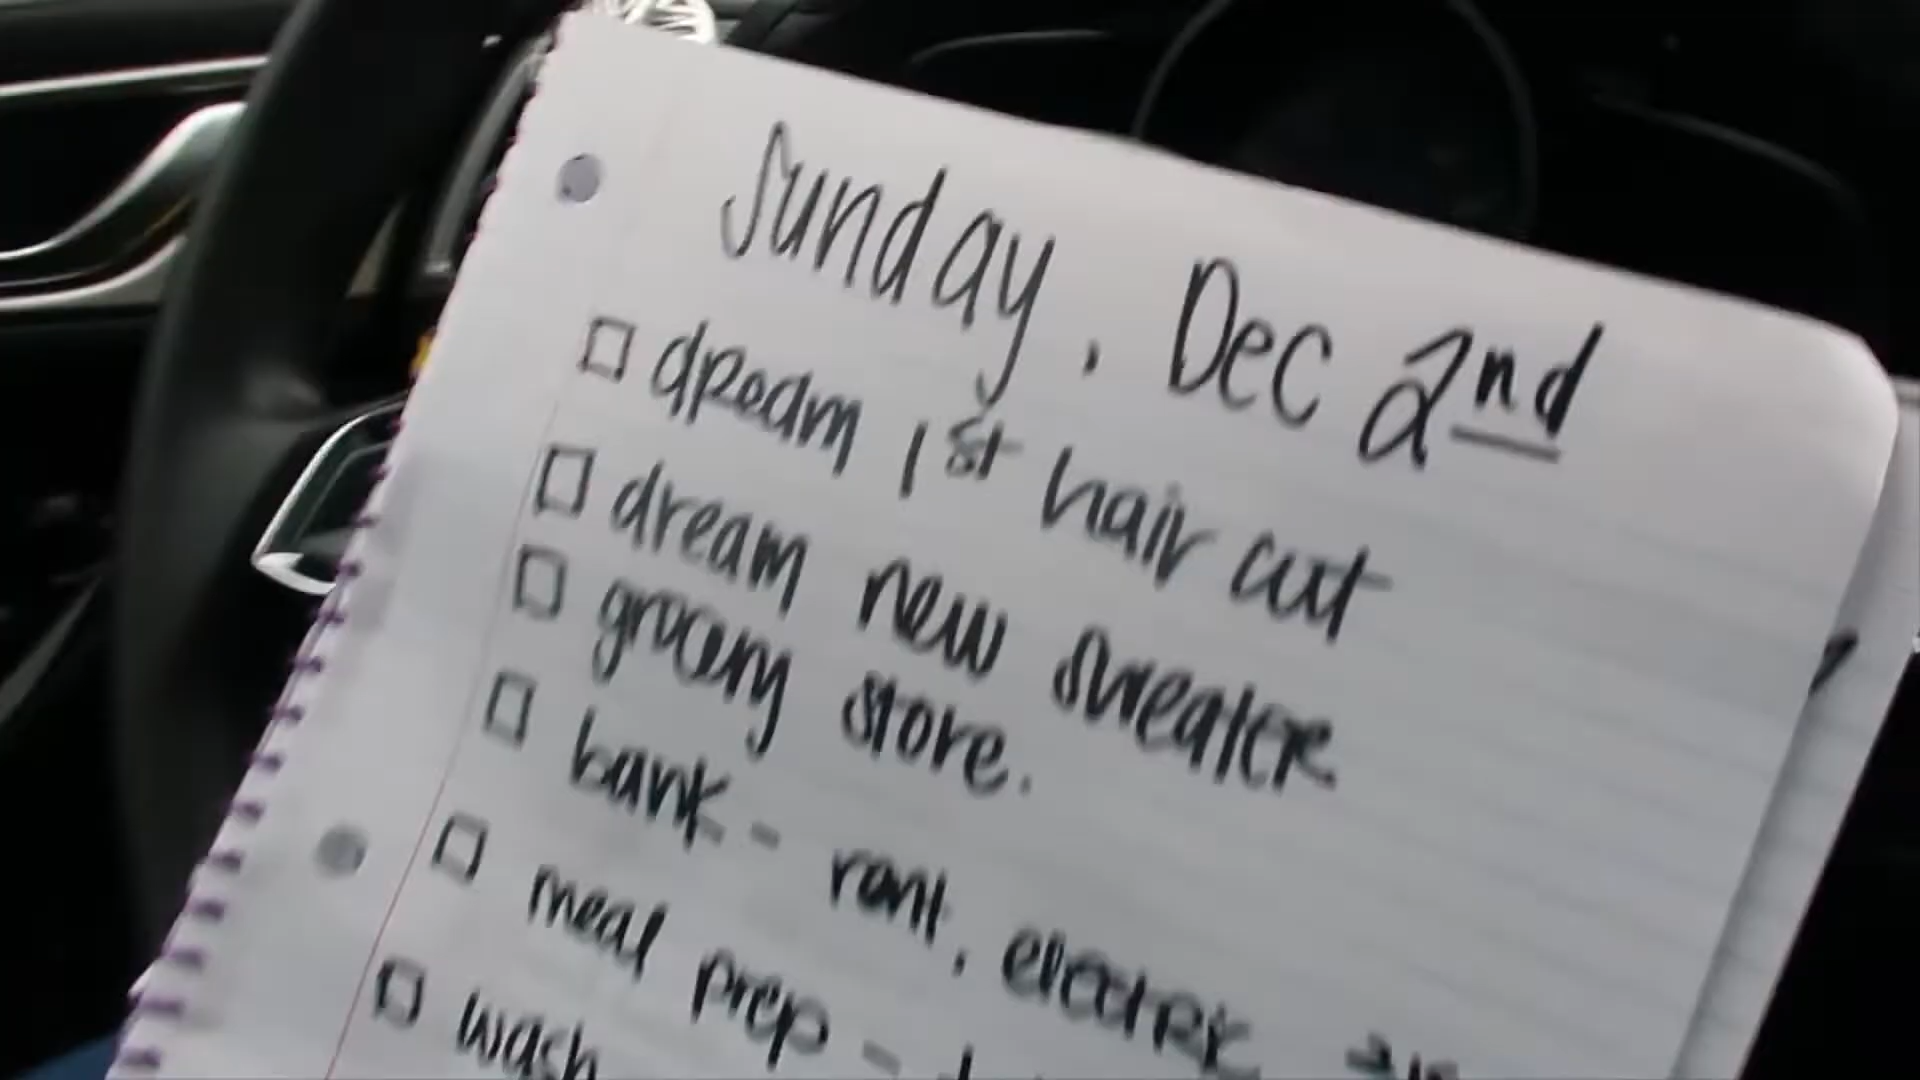 Sunday, Dec 2nd
dream 1st hair cut
dream new sweater
grocery store.
bank - rent, electric
meal prep -
wash